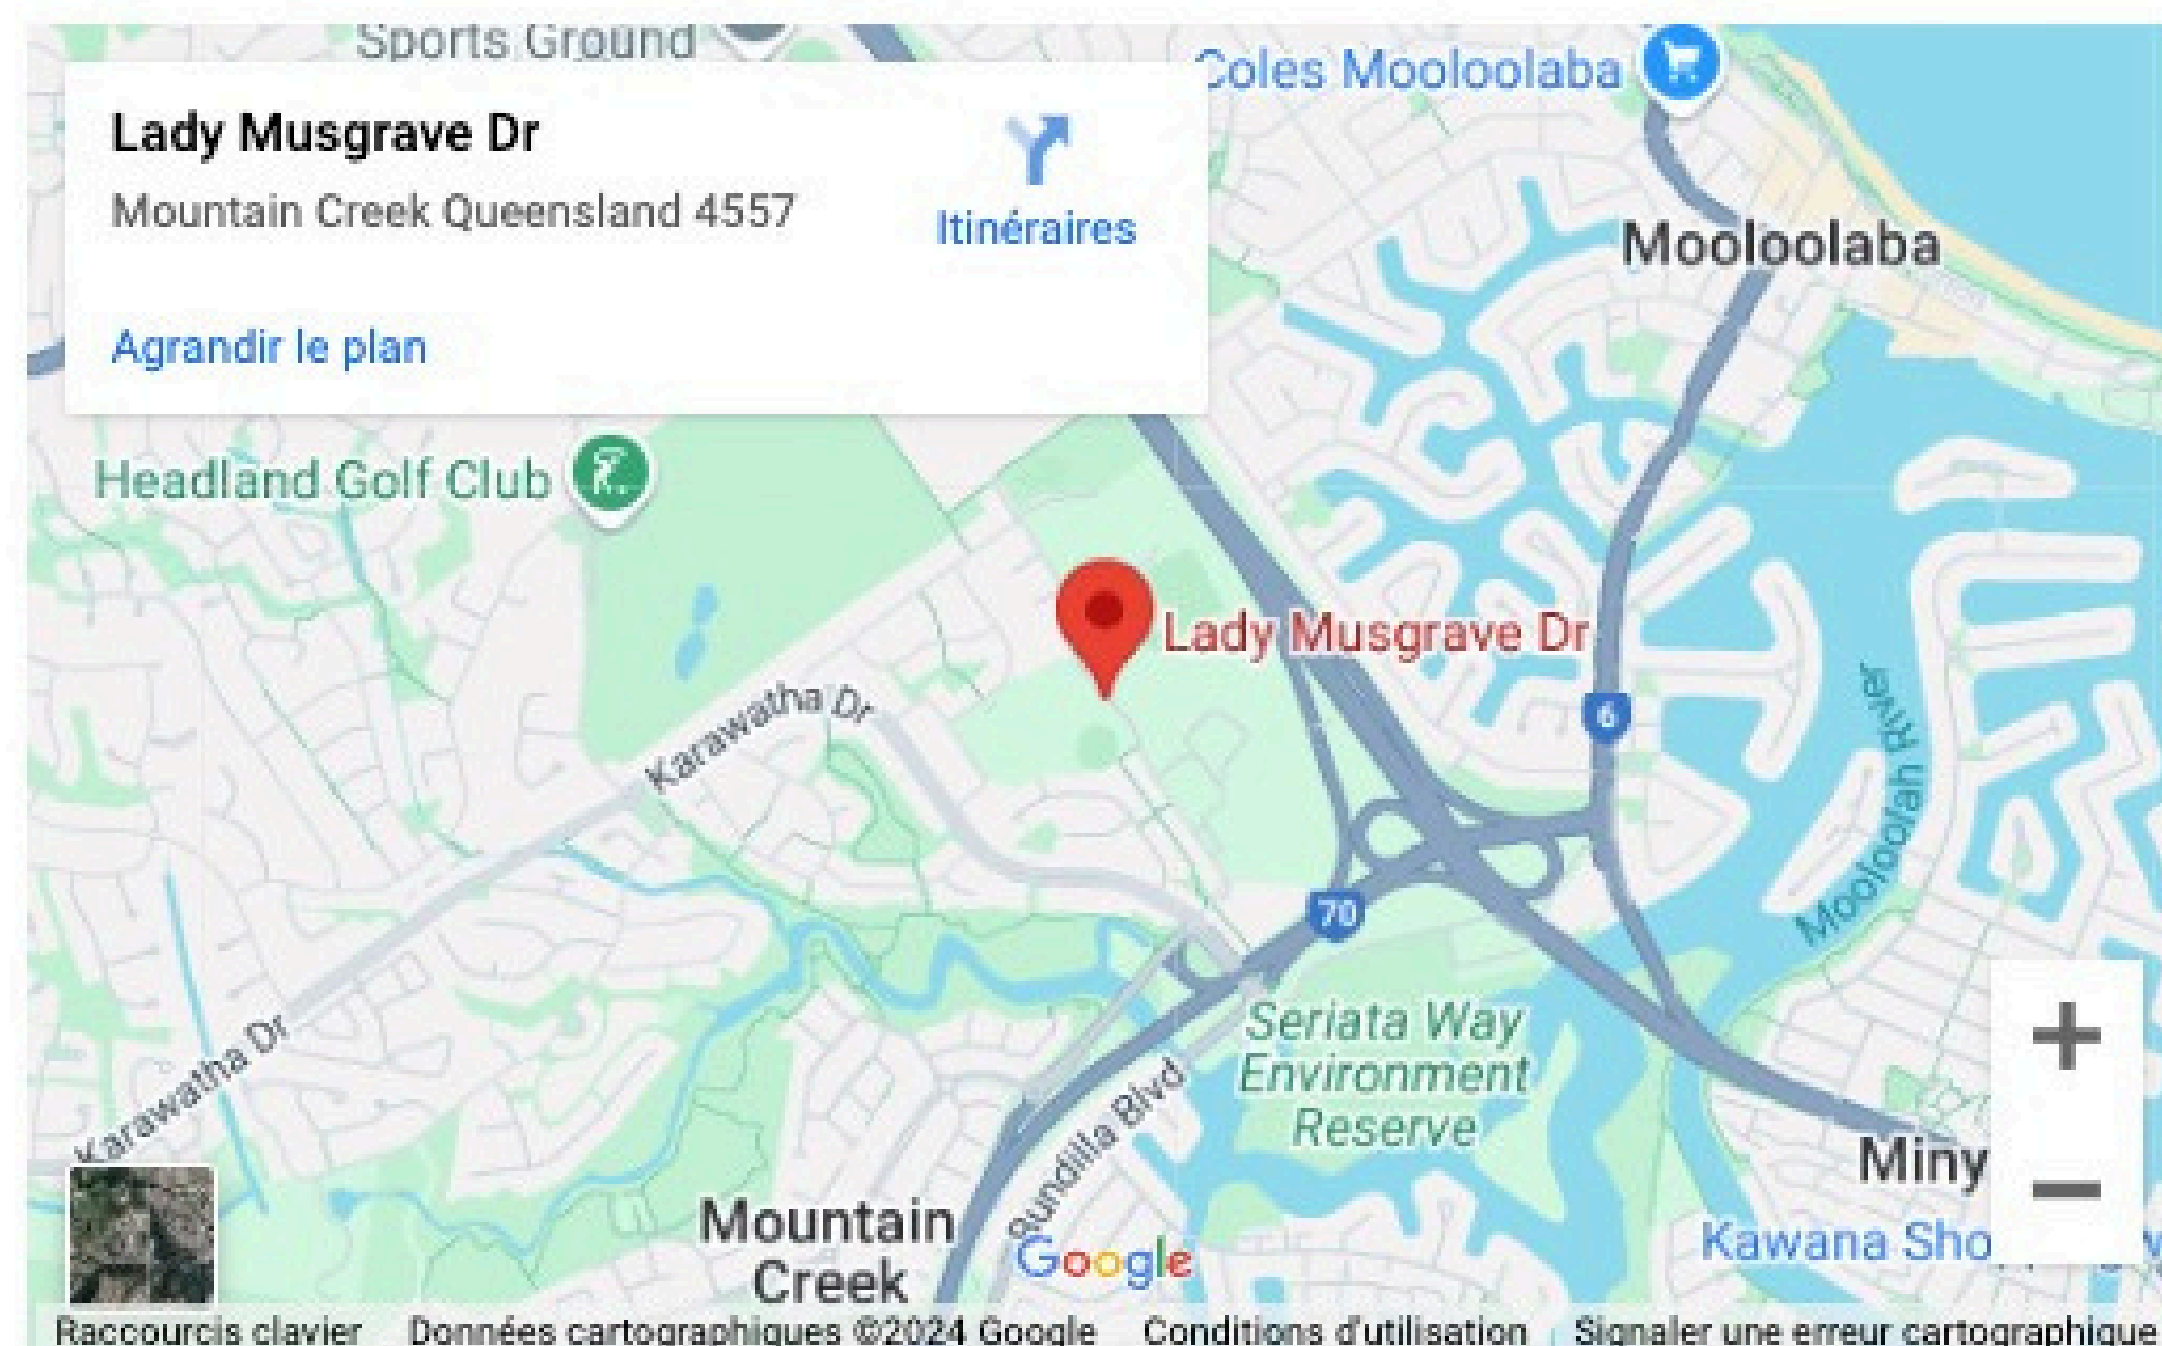 Sports Ground
Coles Mooloolaba
Lady Musgrave Dr
Mountain Creek Queensland 4557
Itinéraires
Agrandir le plan
Mooloolaba
Headland Golf Club
Lady Musgrave Dr
Karawatha Dr
6
Mooloolah River
70
Seriata Way
Environment
Reserve
Karawatha Dr
Bundilla Blvd
Miny
Mountain
Creek
Kawana Sho
Google
Raccourcis clavier
Données cartographiques ©2024 Google
Conditions d'utilisation
Signaler une erreur cartographique